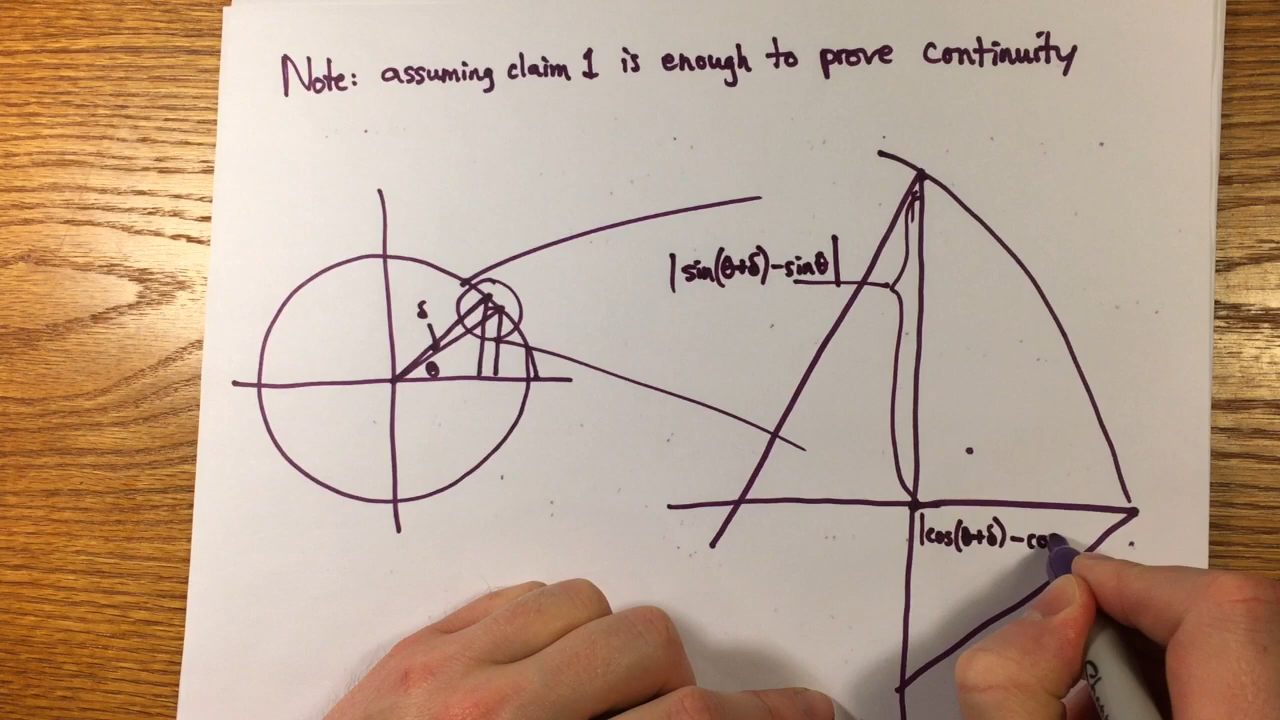 Note: assuming claim 1 is enough to prove continuity
|sin(θ+δ)-sinθ|
δ
θ
|cos(θ+δ)-co